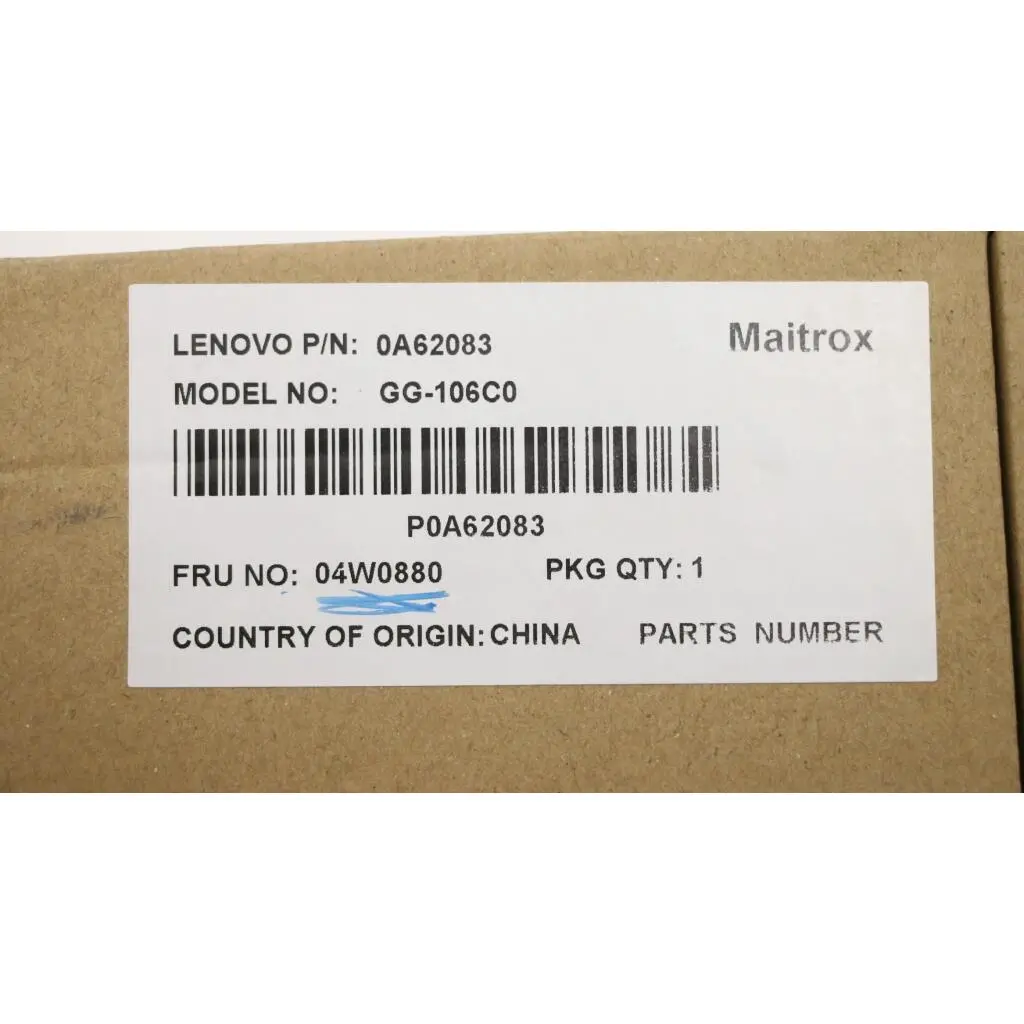 LENOVO P/N: 0A62083 Maitrox
MODEL NO: GG-106C0
P0A62083
FRU NO: 04W0880 PKG QTY: 1
COUNTRY OF ORIGIN: CHINA PARTS NUMBER